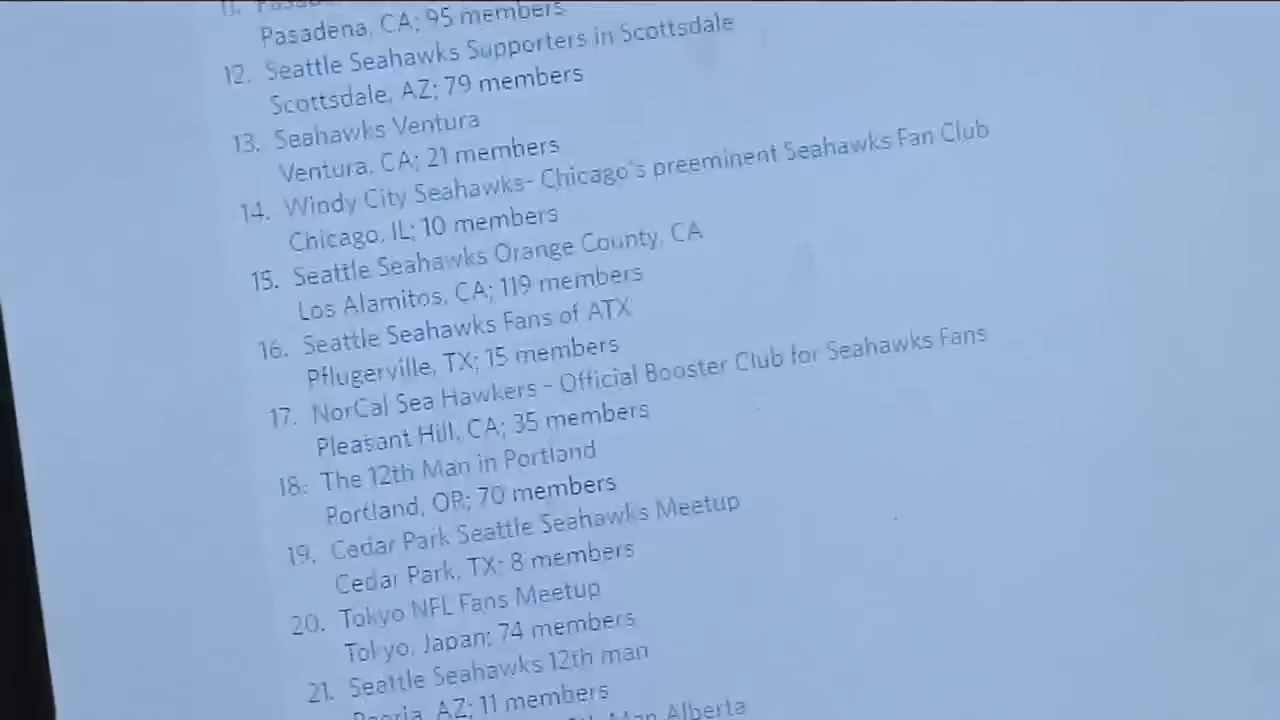 11.
Pasadena, CA; 95 members
12. Seattle Seahawks Supporters in Scottsdale
Scottsdale, AZ; 79 members
13. Seahawks Ventura
Ventura, CA; 21 members
14. Windy City Seahawks- Chicago's preeminent Seahawks Fan Club
Chicago, IL; 10 members
15. Seattle Seahawks Orange County, CA
Los Alamitos, CA; 119 members
16. Seattle Seahawks Fans of ATX
Pflugerville, TX; 15 members
17. NorCal Sea Hawkers - Official Booster Club for Seahawks Fans
Pleasant Hill, CA; 35 members
18. The 12th Man in Portland
Portland, OR; 70 members
19. Cedar Park Seattle Seahawks Meetup
Cedar Park, TX; 8 members
20. Tokyo NFL Fans Meetup
Tokyo, Japan; 74 members
21. Seattle Seahawks 12th man
Peoria, AZ; 11 members
Man Alberta